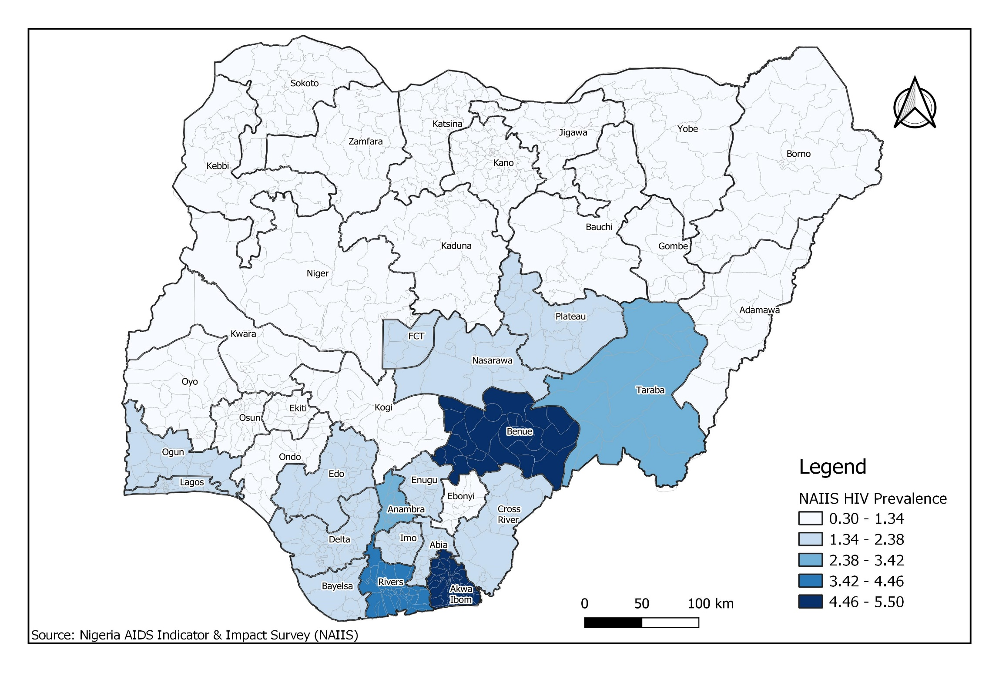 Sokoto
Katsina
Jigawa
Yobe
Zamfara
Borno
Kano
Kebbi
Bauchi
Kaduna
Gombe
Niger
Adamawa
Plateau
Kwara
FCT
Nasarawa
Oyo
Taraba
Kogi
Ekiti
Osun
Benue
Ogun
Ondo
Edo
Lagos
Enugu
Ebonyi
Anambra
Cross
River
Delta
Imo
Abia
Rivers
Bayelsa
Akwa
Ibom
Legend
NAIIS HIV Prevalence
0.30 - 1.34
1.34 - 2.38
2.38 - 3.42
3.42 - 4.46
4.46 - 5.50
0 50 100 km
Source: Nigeria AIDS Indicator & Impact Survey (NAIIS)